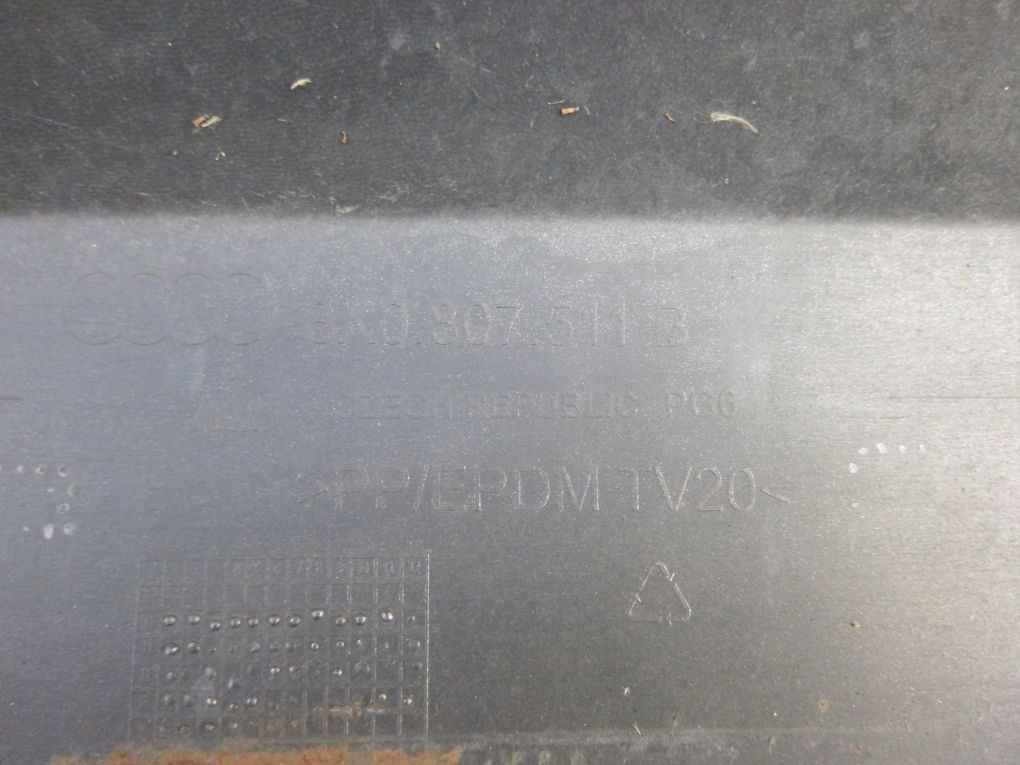 8K0.807.511 B
CZECH REPUBLIC PG6
>PP/EPDM TV20<